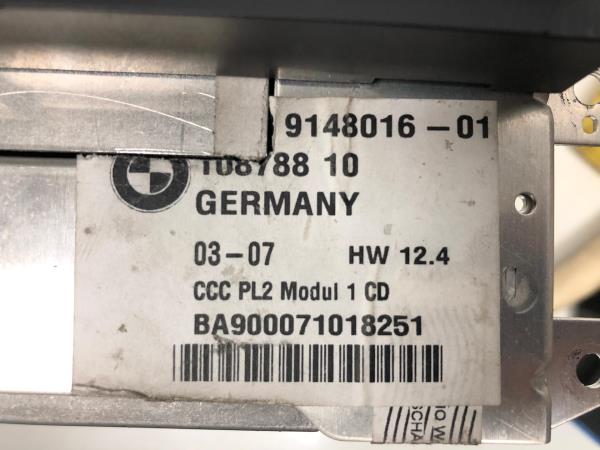 9148016-01
108788 10
GERMANY
03-07 HW 12.4
CCC PL2 Modul 1 CD
BA900071018251